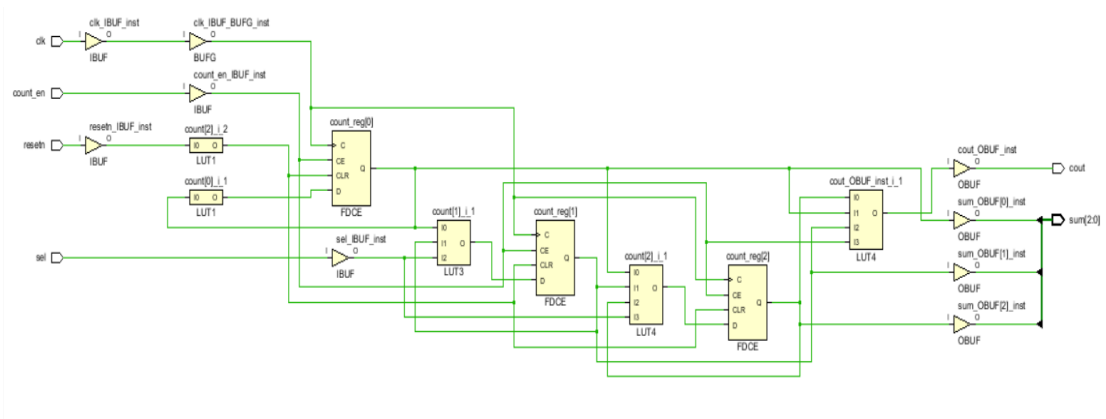 clk_IBUF_inst
clk I O
IBUF
clk_IBUF_BUFG_inst
I O
BUFG
count_en_IBUF_inst
count_en I O
IBUF
resetn_IBUF_inst
resetn I O
IBUF
count[2]_i_2
I0 O
LUT1
count[0]_i_1
I0 O
LUT1
count_reg[0]
C
CE
CLR
D
Q
FDCE
sel_IBUF_inst
sel I O
IBUF
count[1]_i_1
I0
I1 O
I2
LUT3
count_reg[1]
C
CE
CLR
D
Q
FDCE
count[2]_i_1
I0
I1 O
I2
I3
LUT4
count_reg[2]
C
CE
CLR
D
Q
FDCE
cout_OBUF_inst_i_1
I0
I1 O
I2
I3
LUT4
cout_OBUF_inst
I O cout
OBUF
sum_OBUF[0]_inst
I O sum[2:0]
OBUF
sum_OBUF[1]_inst
I O
OBUF
sum_OBUF[2]_inst
I O
OBUF